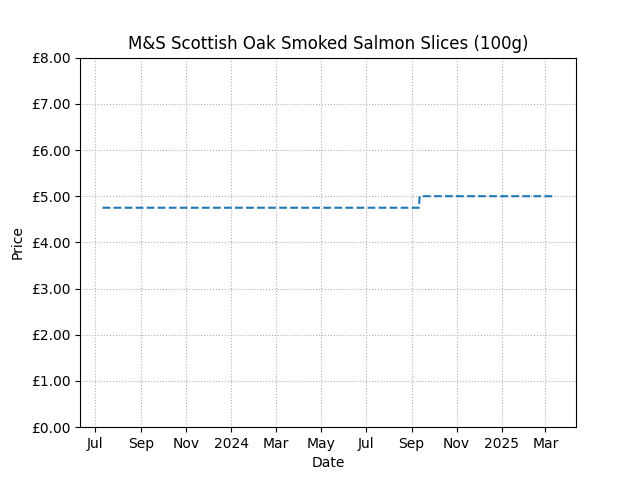 M&S Scottish Oak Smoked Salmon Slices (100g)
£8.00
£7.00
£6.00
£5.00
£4.00
£3.00
£2.00
£1.00
£0.00
Price
Jul Sep Nov 2024 Mar May Jul Sep Nov 2025 Mar
Date